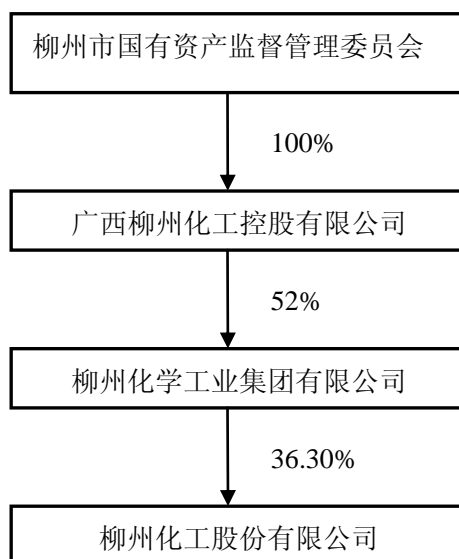 柳州市国有资产监督管理委员会
100%
广西柳州化工控股有限公司
52%
柳州化学工业集团有限公司
36.30%
柳州化工股份有限公司